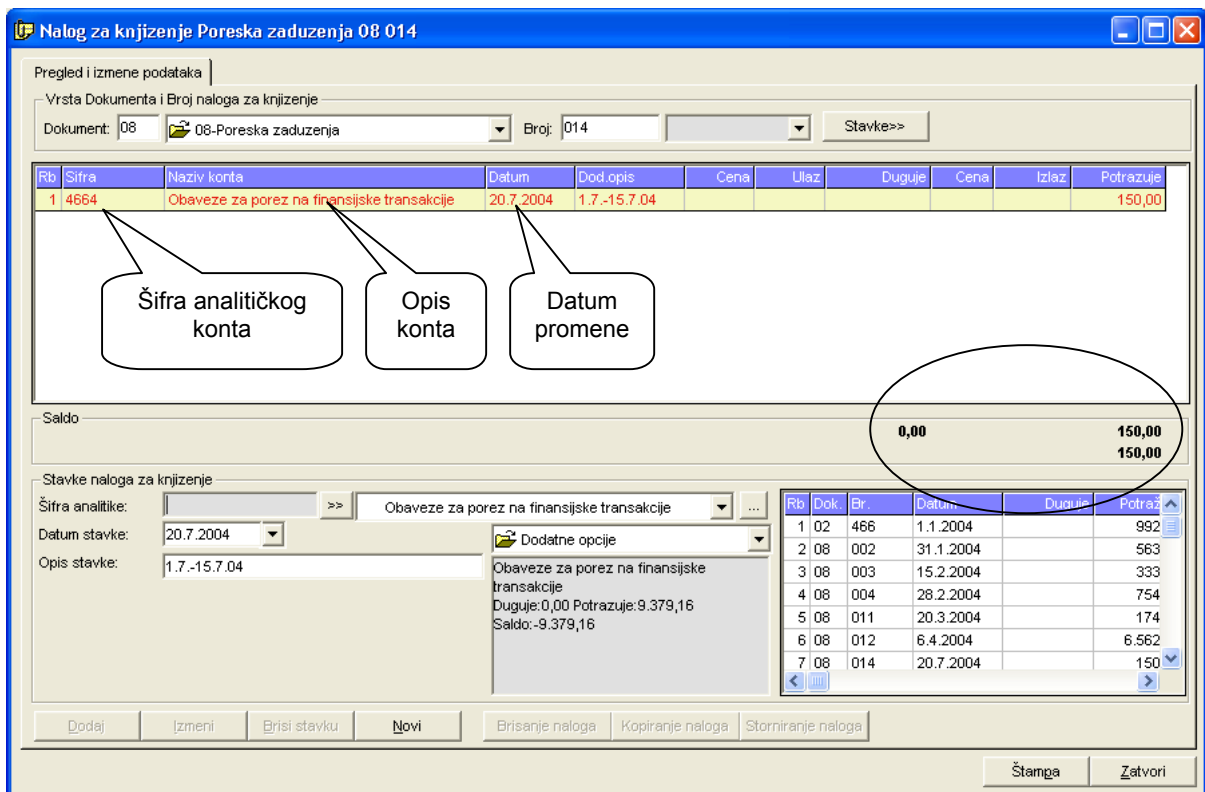 Nalog za knjizenje Poreska zaduzenja 08 014
Pregled i izmene podataka
Vrsta Dokumenta i Broj naloga za knjizenje
Dokument: 08 08-Poreska zaduzenja Broj: 014 Stavke>>
Rb Sifra Naziv konta Datum Dod.opis Cena Ulaz Duguje Cena Izlaz Potrazuje
1 4664 Obaveze za porez na finansijske transakcije 20.7.2004 1.7.-15.7.04 150,00
Šifra analitičkog
konta
Opis
konta
Datum
promene
Saldo
0,00 150,00
150,00
Stavke naloga za knjizenje
Šifra analitike: >> Obaveze za porez na finansijske transakcije ...
Datum stavke: 20.7.2004
Dodatne opcije
Opis stavke: 1.7.-15.7.04
Obaveze za porez na finansijske
transakcije
Duguje:0,00 Potrazuje:9.379,16
Saldo:-9.379,16
Rb Dok. Br. Datum Duguje Potraž
1 02 466 1.1.2004 992
2 08 002 31.1.2004 563
3 08 003 15.2.2004 333
4 08 004 28.2.2004 754
5 08 011 20.3.2004 174
6 08 012 6.4.2004 6.562
7 08 014 20.7.2004 150
Dodaj Izmeni Brisi stavku Novi Brisanje naloga Kopiranje naloga Storniranje naloga
Štampa Zatvori